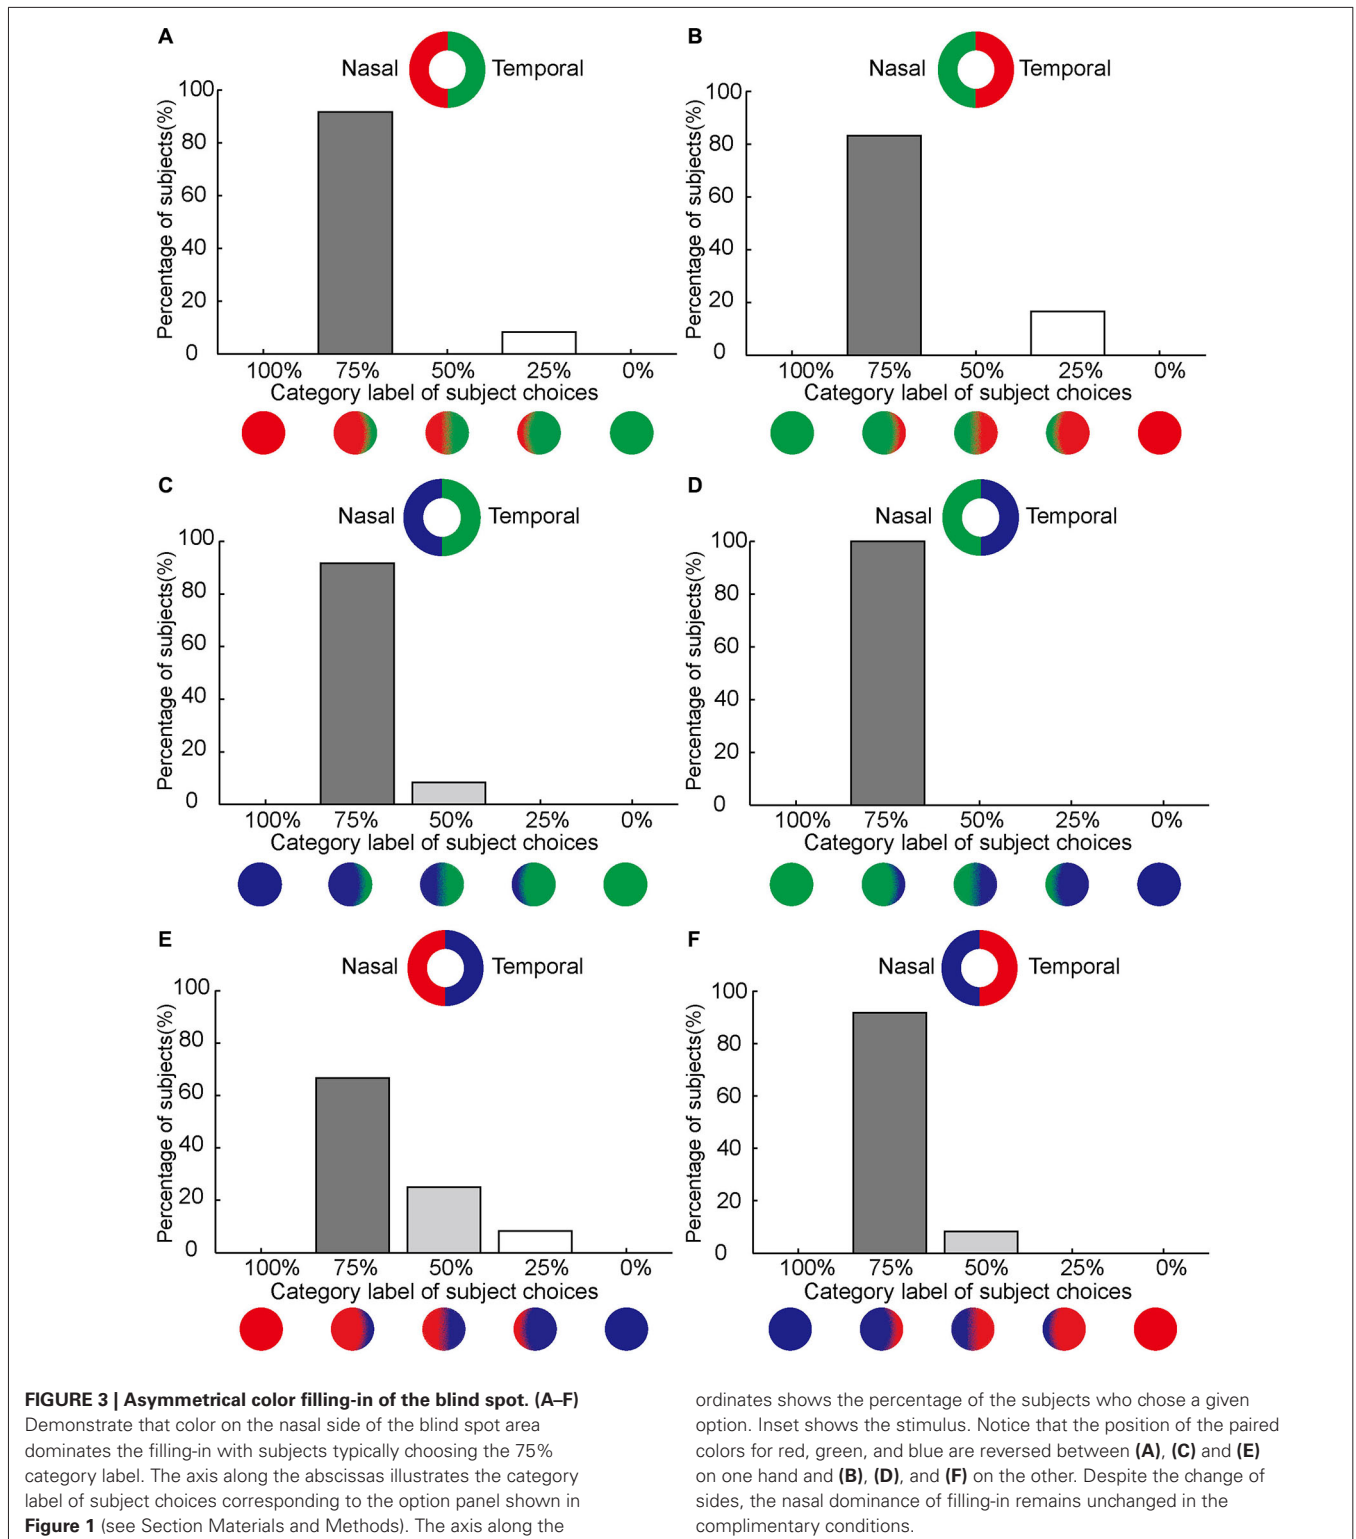 A
Nasal Temporal
Percentage of subjects(%)
100
80
60
40
20
0
100% 75% 50% 25% 0%
Category label of subject choices
B
Nasal Temporal
Percentage of subjects(%)
100
80
60
40
20
0
100% 75% 50% 25% 0%
Category label of subject choices
C
Nasal Temporal
Percentage of subjects(%)
100
80
60
40
20
0
100% 75% 50% 25% 0%
Category label of subject choices
D
Nasal Temporal
Percentage of subjects(%)
100
80
60
40
20
0
100% 75% 50% 25% 0%
Category label of subject choices
E
Nasal Temporal
Percentage of subjects(%)
100
80
60
40
20
0
100% 75% 50% 25% 0%
Category label of subject choices
F
Nasal Temporal
Percentage of subjects(%)
100
80
60
40
20
0
100% 75% 50% 25% 0%
Category label of subject choices
FIGURE 3 | Asymmetrical color filling-in of the blind spot. (A–F)
Demonstrate that color on the nasal side of the blind spot area
dominates the filling-in with subjects typically choosing the 75%
category label. The axis along the abscissas illustrates the category
label of subject choices corresponding to the option panel shown in
Figure 1 (see Section Materials and Methods). The axis along the
ordinates shows the percentage of the subjects who chose a given
option. Inset shows the stimulus. Notice that the position of the paired
colors for red, green, and blue are reversed between (A), (C) and (E)
on one hand and (B), (D), and (F) on the other. Despite the change of
sides, the nasal dominance of filling-in remains unchanged in the
complimentary conditions.